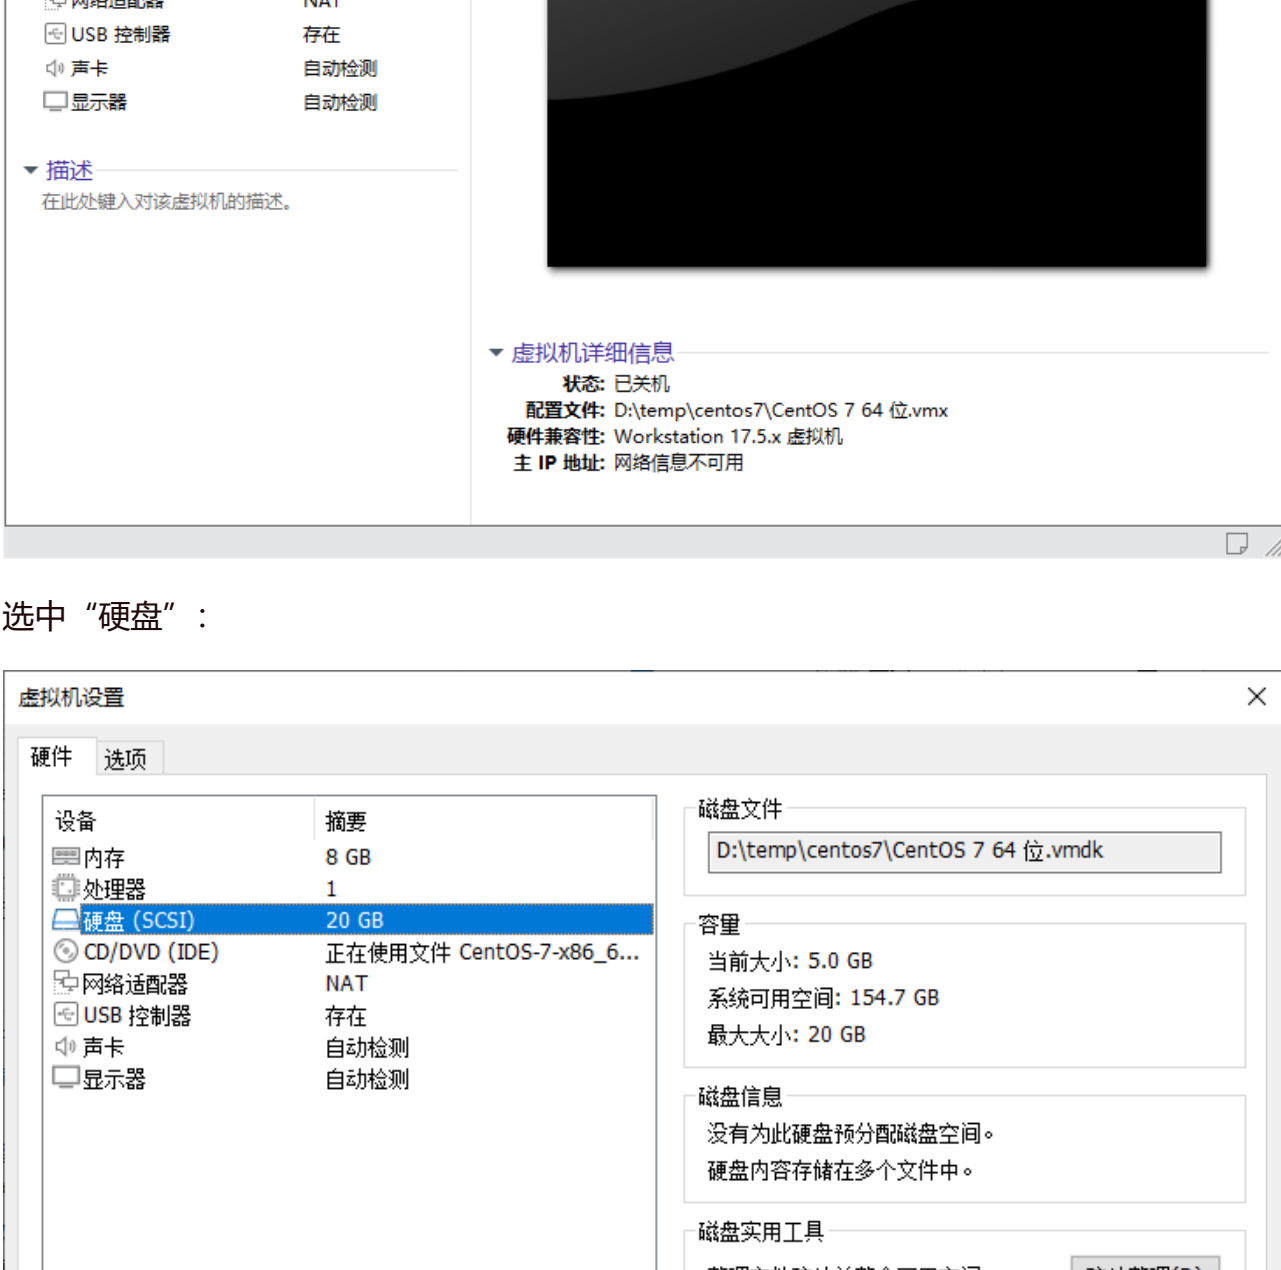 网络适配器 NAT
USB 控制器 存在
声卡 自动检测
显示器 自动检测
描述
在此处键入对该虚拟机的描述。
虚拟机详细信息
状态: 已关机
配置文件: D:\temp\centos7\CentOS 7 64 位.vmx
硬件兼容性: Workstation 17.5.x 虚拟机
主 IP 地址: 网络信息不可用
选中“硬盘”：
虚拟机设置
硬件 选项
设备 摘要
内存 8 GB
处理器 1
硬盘 (SCSI) 20 GB
CD/DVD (IDE) 正在使用文件 CentOS-7-x86_6...
网络适配器 NAT
USB 控制器 存在
声卡 自动检测
显示器 自动检测
磁盘文件
D:\temp\centos7\CentOS 7 64 位.vmdk
容量
当前大小: 5.0 GB
系统可用空间: 154.7 GB
最大大小: 20 GB
磁盘信息
没有为此硬盘预分配磁盘空间。
硬盘内容存储在多个文件中。
磁盘实用工具